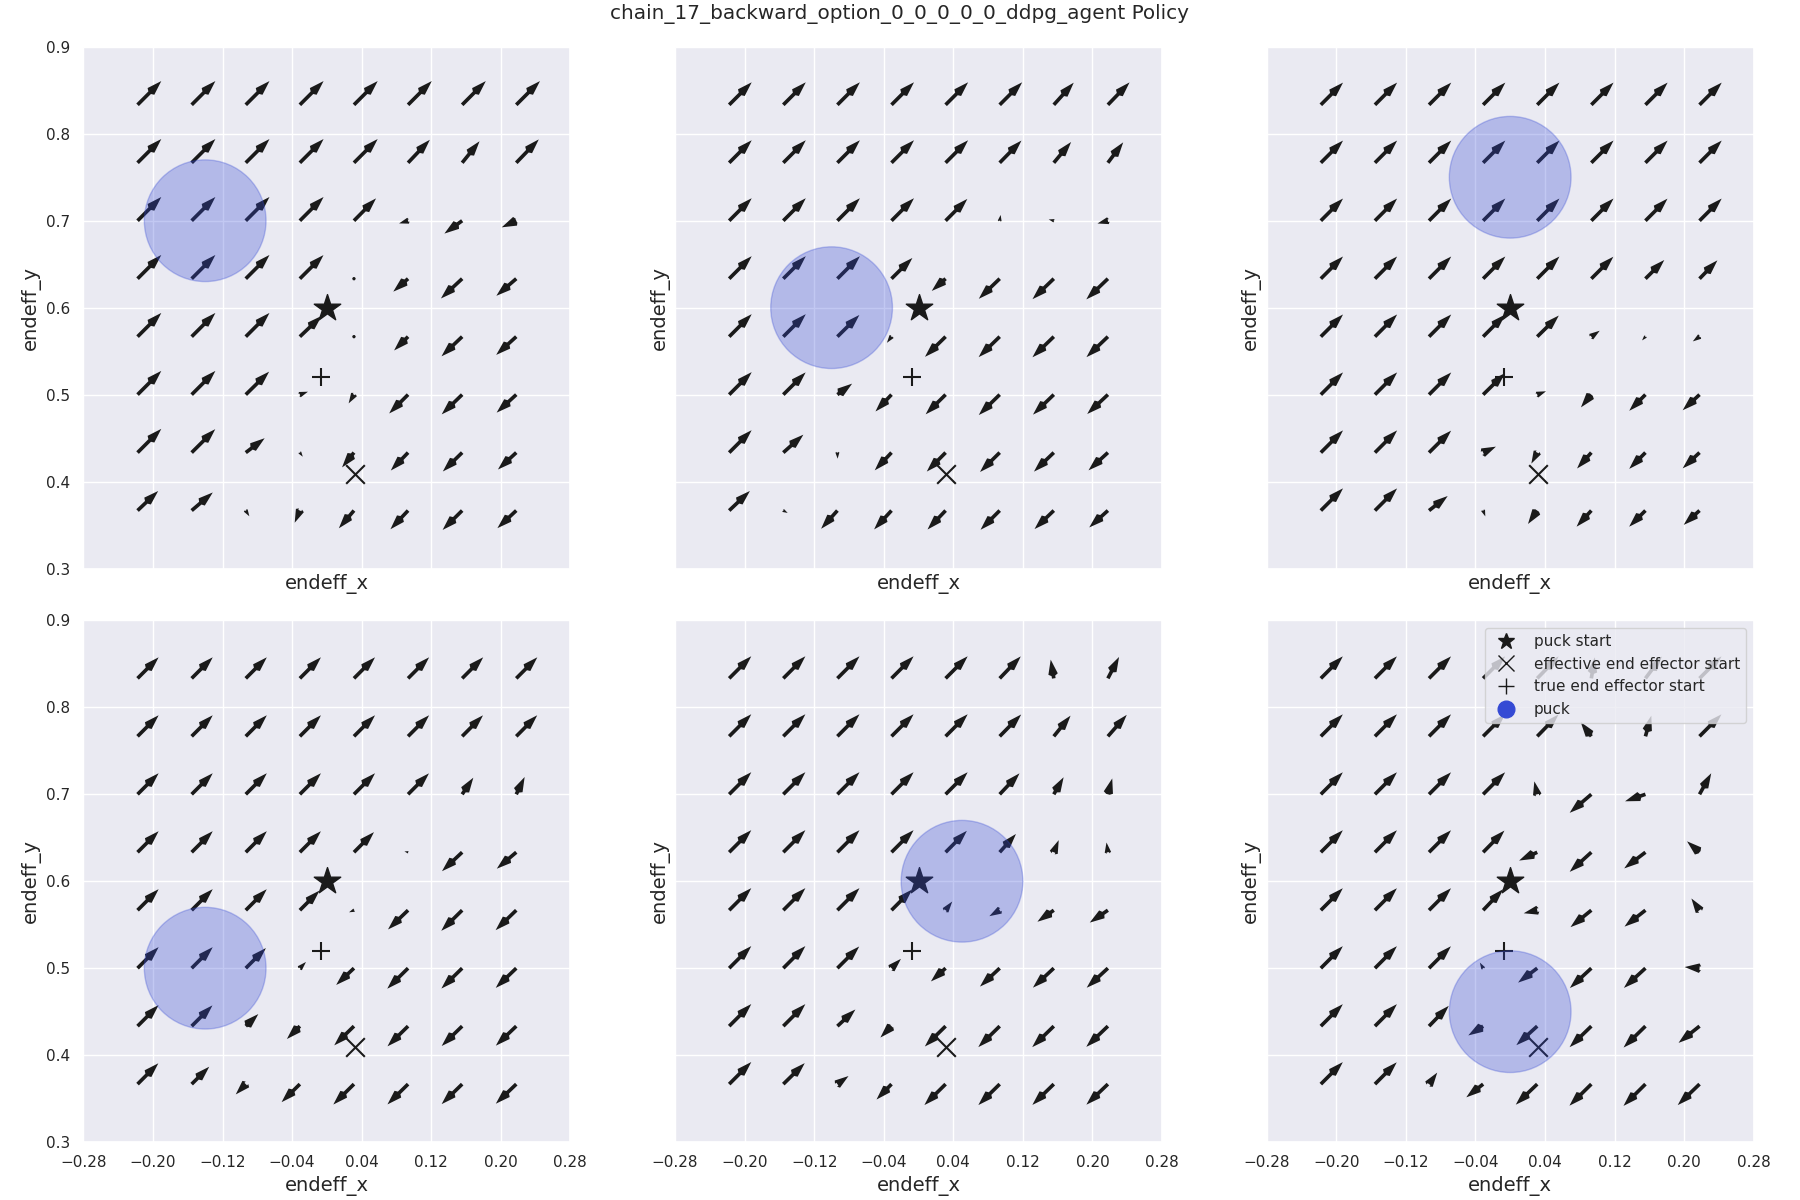 chain_17_backward_option_0_0_0_0_0_ddpg_agent Policy
0.9
0.8
0.7
0.6
0.5
0.4
0.3
endeff_y
endeff_x
endeff_y
endeff_x
endeff_y
endeff_x
0.9
0.8
0.7
0.6
0.5
0.4
0.3
endeff_y
−0.28 −0.20 −0.12 −0.04 0.04 0.12 0.20 0.28
endeff_x
endeff_y
−0.28 −0.20 −0.12 −0.04 0.04 0.12 0.20 0.28
endeff_x
puck start
effective end effector start
true end effector start
puck
endeff_y
−0.28 −0.20 −0.12 −0.04 0.04 0.12 0.20 0.28
endeff_x